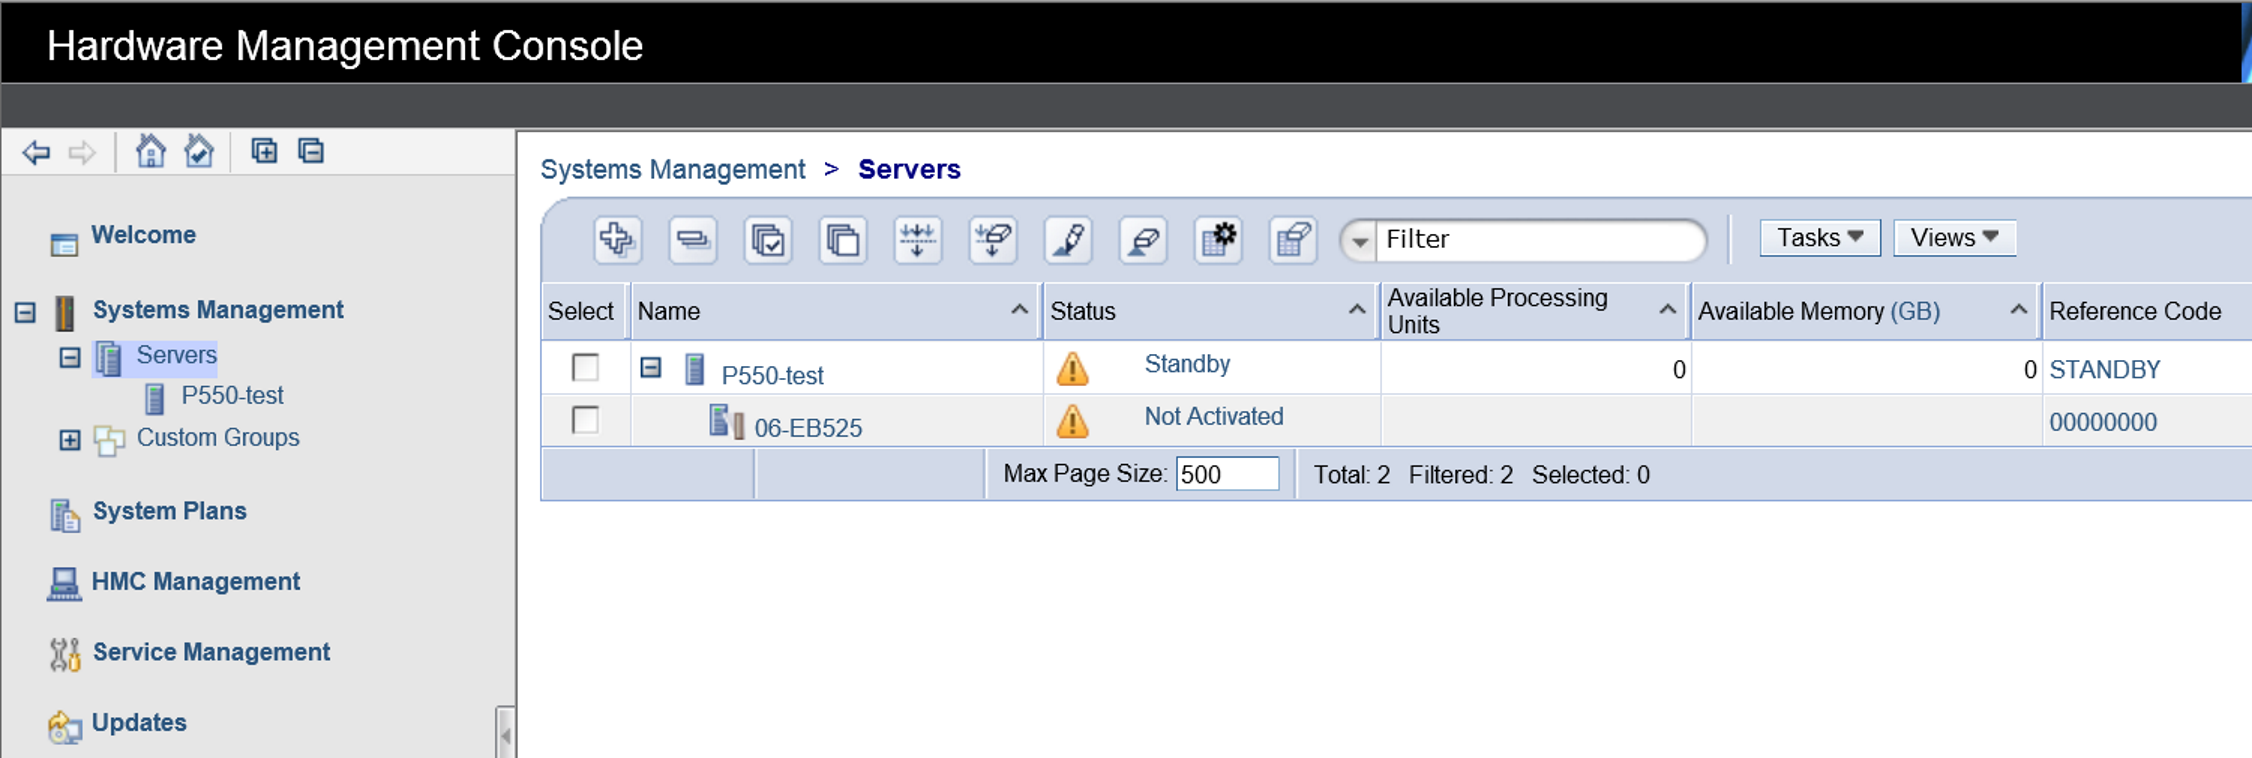 Hardware Management Console
Welcome
Systems Management
Servers
P550-test
Custom Groups
System Plans
HMC Management
Service Management
Updates
Systems Management > Servers
Filter
Tasks Views
Select Name Status Available Processing Units Available Memory (GB) Reference Code
P550-test Standby 0 0 STANDBY
06-EB525 Not Activated 00000000
Max Page Size: 500 Total: 2 Filtered: 2 Selected: 0